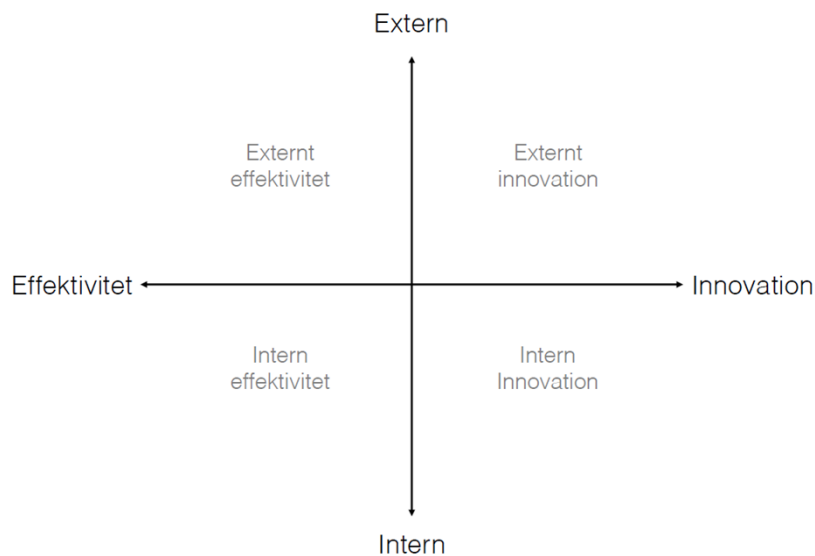 Extern
Externt
effektivitet
Externt
innovation
Effektivitet
Innovation
Intern
effektivitet
Intern
Innovation
Intern